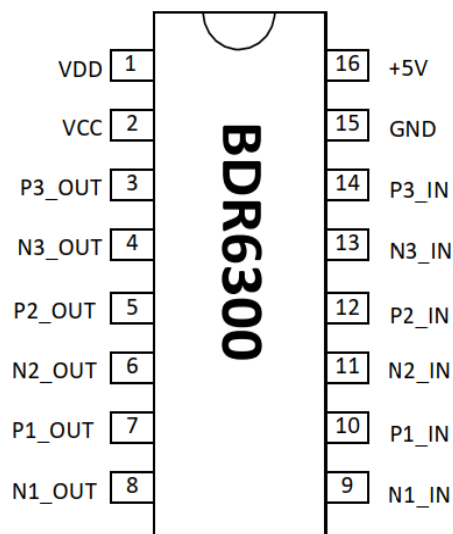 VDD 1 16 +5V
VCC 2 15 GND
P3_OUT 3 14 P3_IN
N3_OUT 4 13 N3_IN
P2_OUT 5 12 P2_IN
N2_OUT 6 11 N2_IN
P1_OUT 7 10 P1_IN
N1_OUT 8 9 N1_IN
BDR6300